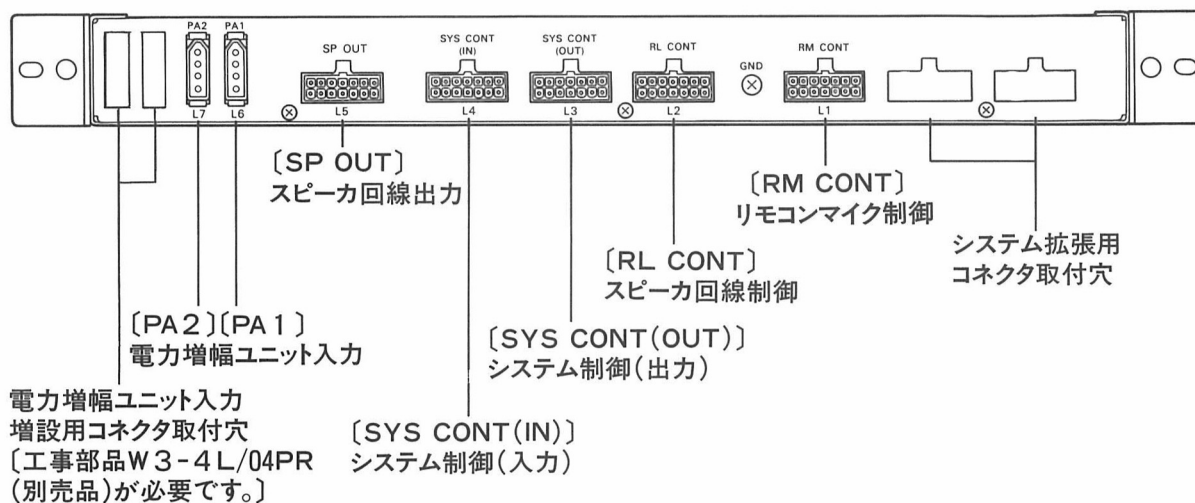 PA2 PA1
SP OUT
SYS CONT
(IN)
SYS CONT
(OUT)
RL CONT
GND
RM CONT
L7 L6 L5 L4 L3 L2 L1
〔SP OUT〕
スピーカ回線出力
〔RM CONT〕
リモコンマイク制御
システム拡張用
コネクタ取付穴
〔RL CONT〕
スピーカ回線制御
〔PA2〕〔PA1〕
電力増幅ユニット入力
〔SYS CONT(OUT)〕
システム制御(出力)
電力増幅ユニット入力
増設用コネクタ取付穴
〔工事部品W3-4L/04PR
(別売品)が必要です。〕
〔SYS CONT(IN)〕
システム制御(入力)